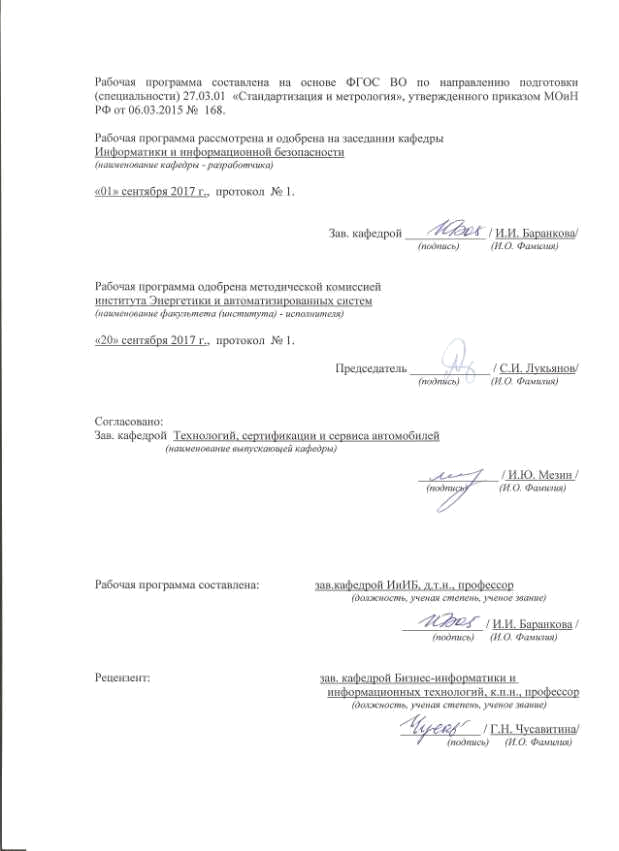 Рабочая программа составлена на основе ФГОС ВО по направлению подготовки
(специальности) 27.03.01 «Стандартизация и метрология», утвержденного приказом МОиН
РФ от 06.03.2015 № 168.
Рабочая программа рассмотрена и одобрена на заседании кафедры
Информатики и информационной безопасности
(наименование кафедры - разработчика)
«01» сентября 2017 г., протокол № 1.
Зав. кафедрой / И.И. Баранкова/
(подпись) (И.О. Фамилия)
Рабочая программа одобрена методической комиссией
института Энергетики и автоматизированных систем
(наименование факультета (института) - исполнителя)
«20» сентября 2017 г., протокол № 1.
Председатель / С.И. Лукьянов/
(подпись) (И.О. Фамилия)
Согласовано:
Зав. кафедрой Технологий, сертификации и сервиса автомобилей
(наименование выпускающей кафедры)
/ И.Ю. Мезин /
(подпись) (И.О. Фамилия)
Рабочая программа составлена: зав.кафедрой ИиИБ, д.т.н., профессор
(должность, ученая степень, ученое звание)
/ И.И. Баранкова /
(подпись) (И.О. Фамилия)
Рецензент: зав. кафедрой Бизнес-информатики и
информационных технологий, к.п.н., профессор
(должность, ученая степень, ученое звание)
/ Г.Н. Чусавитина/
(подпись) (И.О. Фамилия)